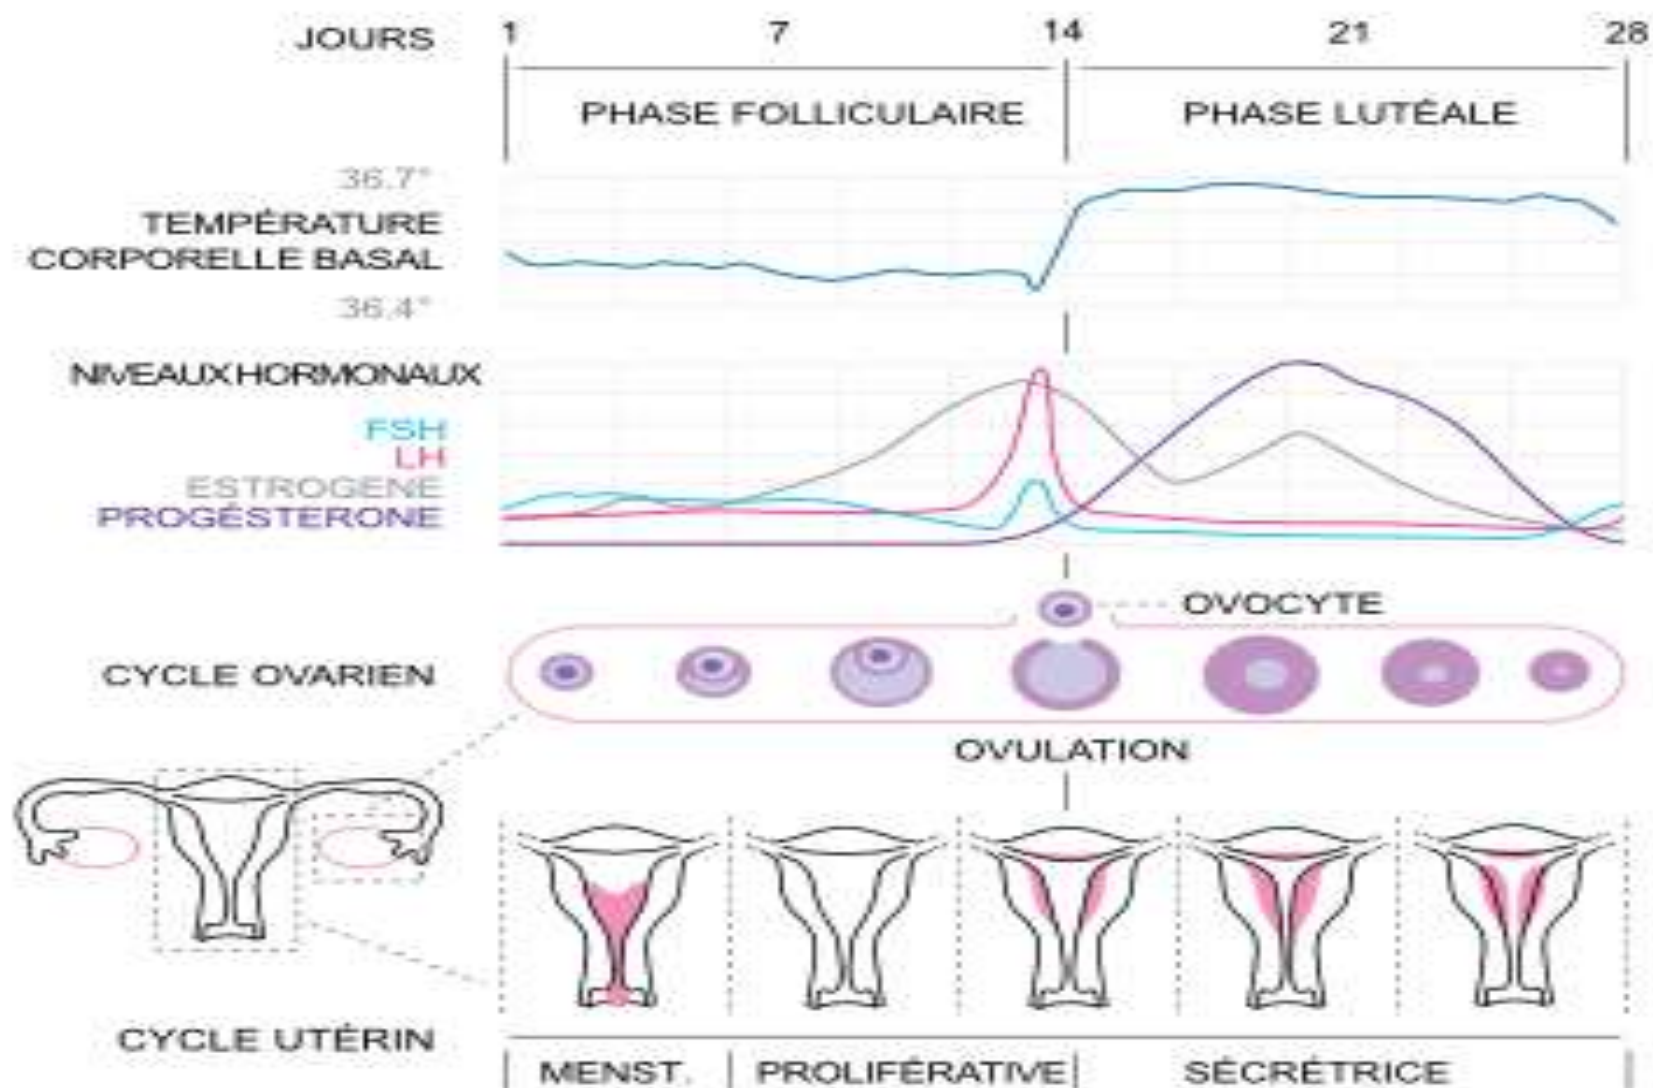 JOURS 1 7 14 21 28
PHASE FOLLICULAIRE PHASE LUTÉALE
36.7°
TEMPÉRATURE
CORPORELLE BASAL
36.4°
NIVEAUX HORMONAUX
FSH
LH
ESTROGENE
PROGÉSTERONE
OVOCYTE
CYCLE OVARIEN
OVULATION
CYCLE UTÉRIN
MENST. PROLIFÉRATIVE SÉCRÉTRICE